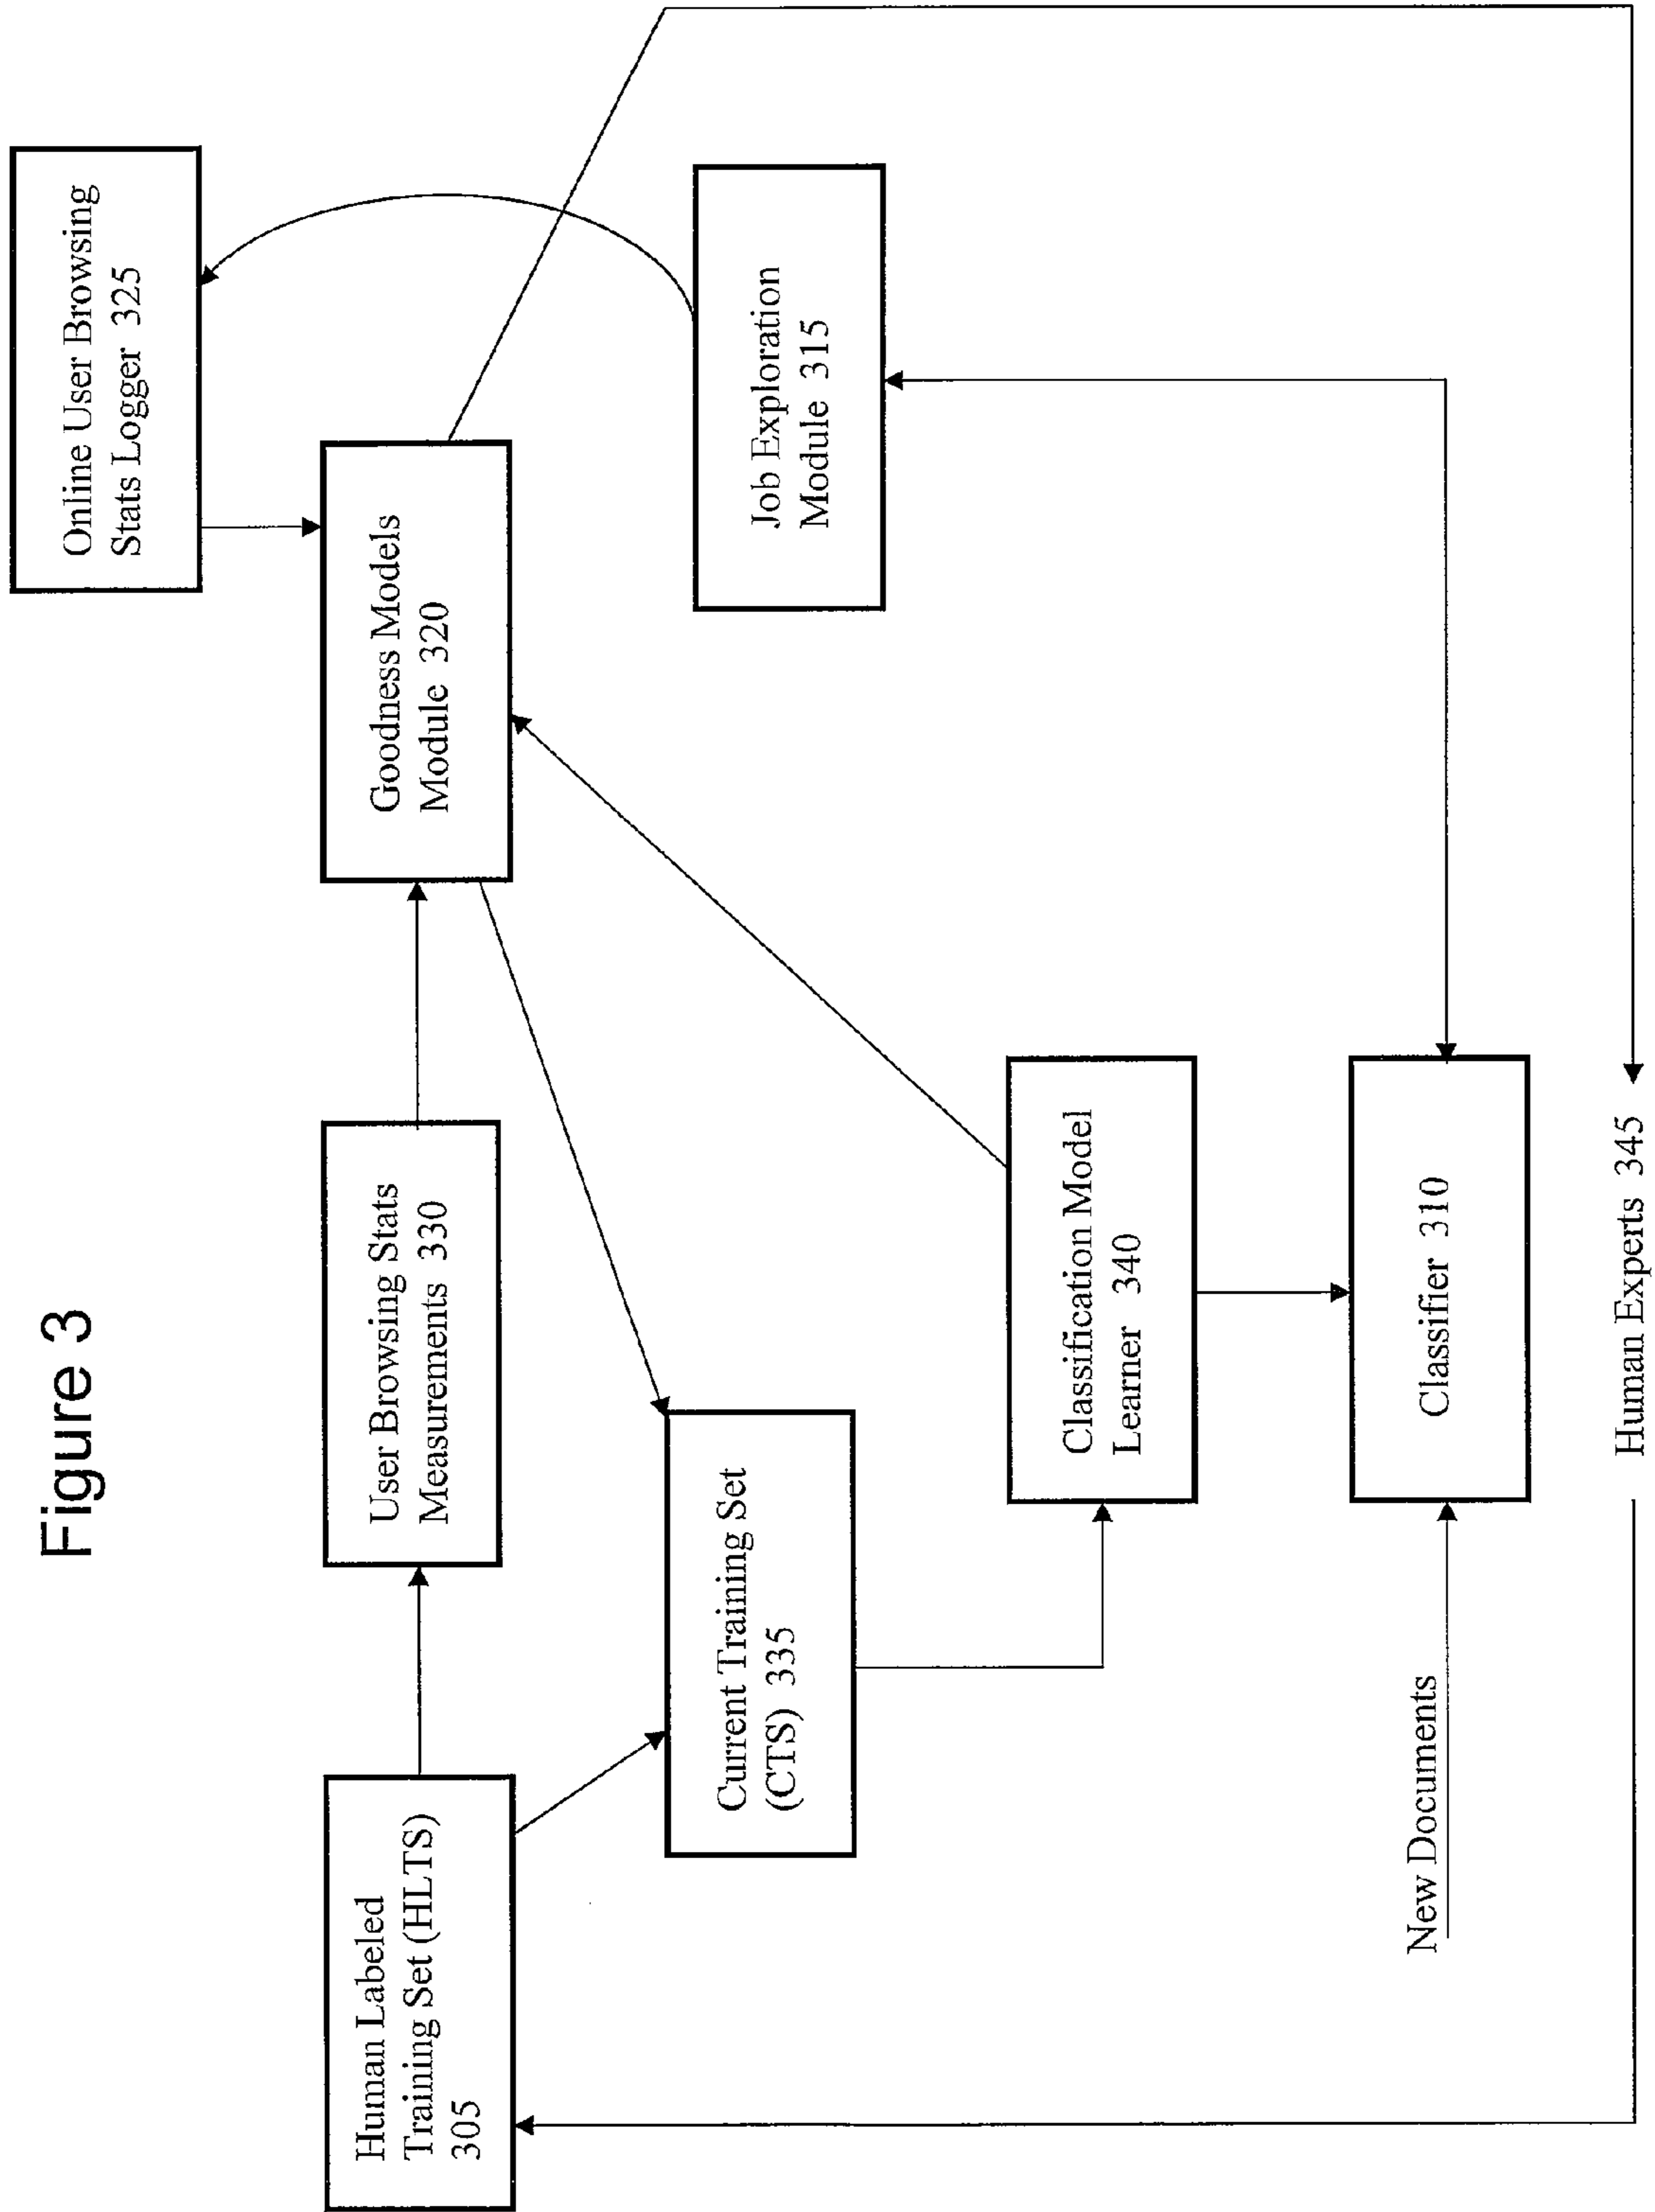 Figure 3
Human Labeled
Training Set (HLTS)
305
User Browsing Stats
Measurements 330
Goodness Models
Module 320
Online User Browsing
Stats Logger 325
Current Training Set
(CTS) 335
Job Exploration
Module 315
Classification Model
Learner 340
New Documents
Classifier 310
Human Experts 345